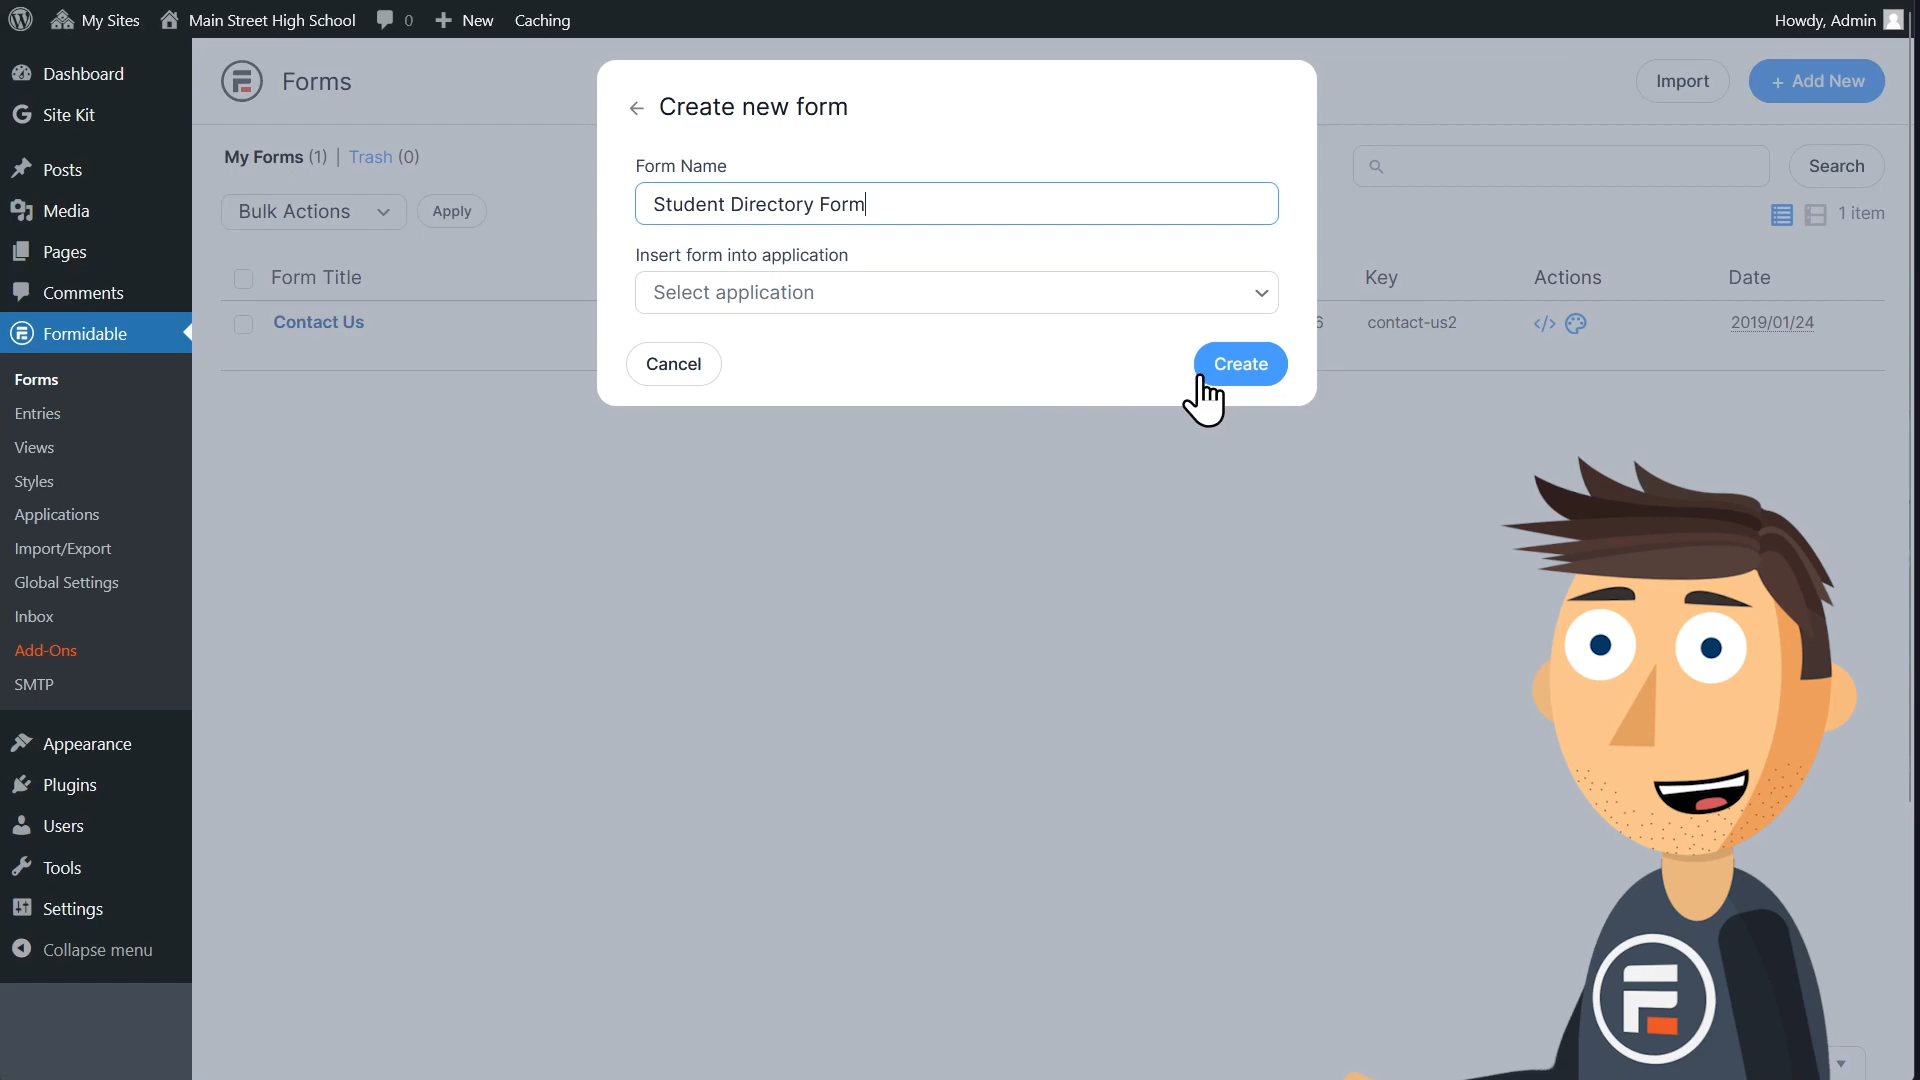 My Sites
Main Street High School
0
New
Caching
Howdy, Admin
Dashboard
Site Kit
Posts
Media
Pages
Comments
Formidable
Forms
Entries
Views
Styles
Applications
Import/Export
Global Settings
Inbox
Add-Ons
SMTP
Appearance
Plugins
Users
Tools
Settings
Collapse menu
Forms
Import
+ Add New
My Forms (1) | Trash (0)
Search
Bulk Actions
Apply
1 item
Form Title
Key
Actions
Date
Contact Us
6
contact-us2
2019/01/24
Create new form
Form Name
Student Directory Form
Insert form into application
Select application
Cancel
Create